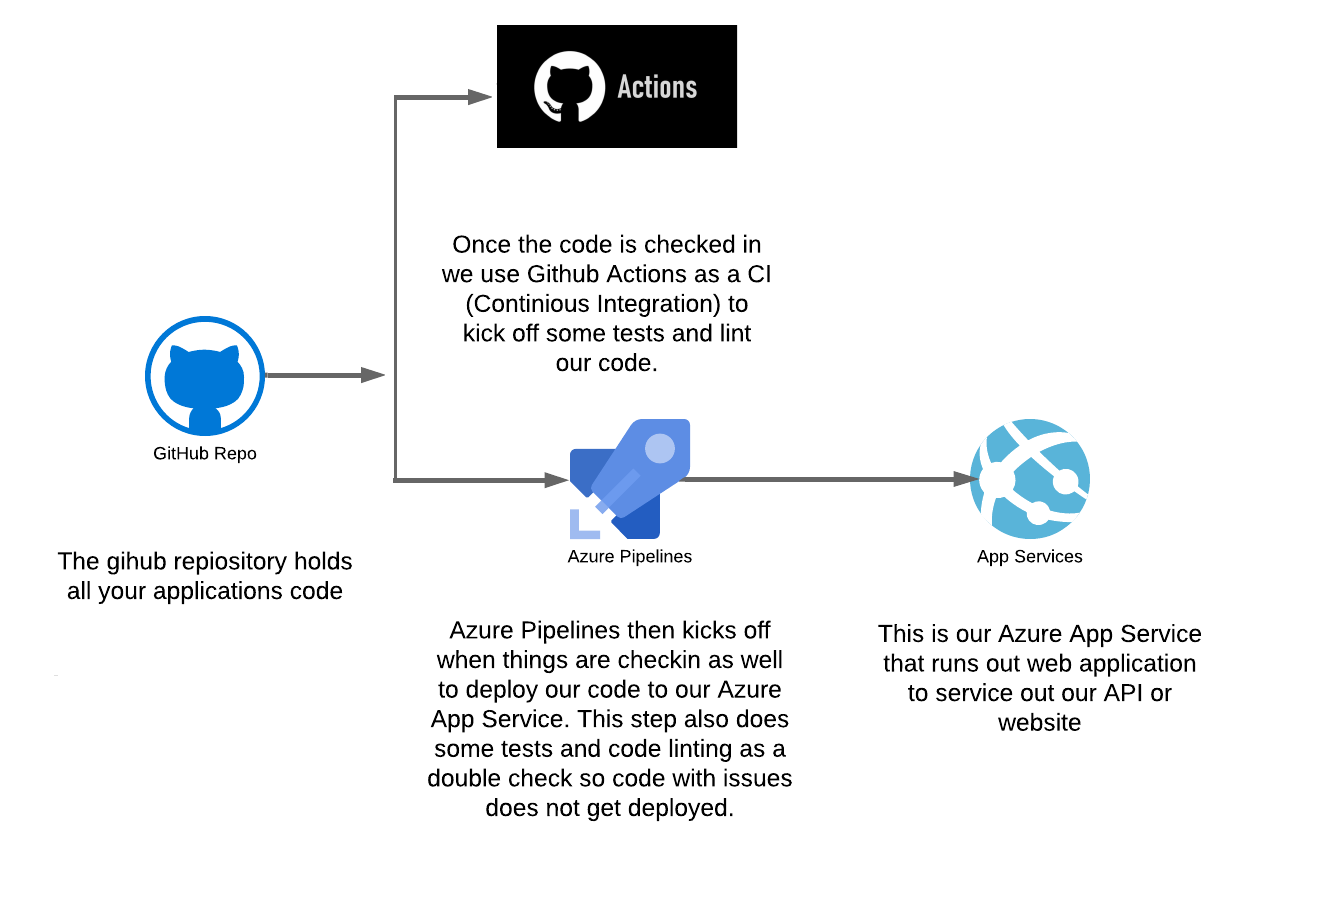 Actions
Once the code is checked in
we use Github Actions as a CI
(Continious Integration) to
kick off some tests and lint
our code.
GitHub Repo
The gihub repiository holds
all your applications code
Azure Pipelines
Azure Pipelines then kicks off
when things are checkin as well
to deploy our code to our Azure
App Service. This step also does
some tests and code linting as a
double check so code with issues
does not get deployed.
App Services
This is our Azure App Service
that runs out web application
to service out our API or
website